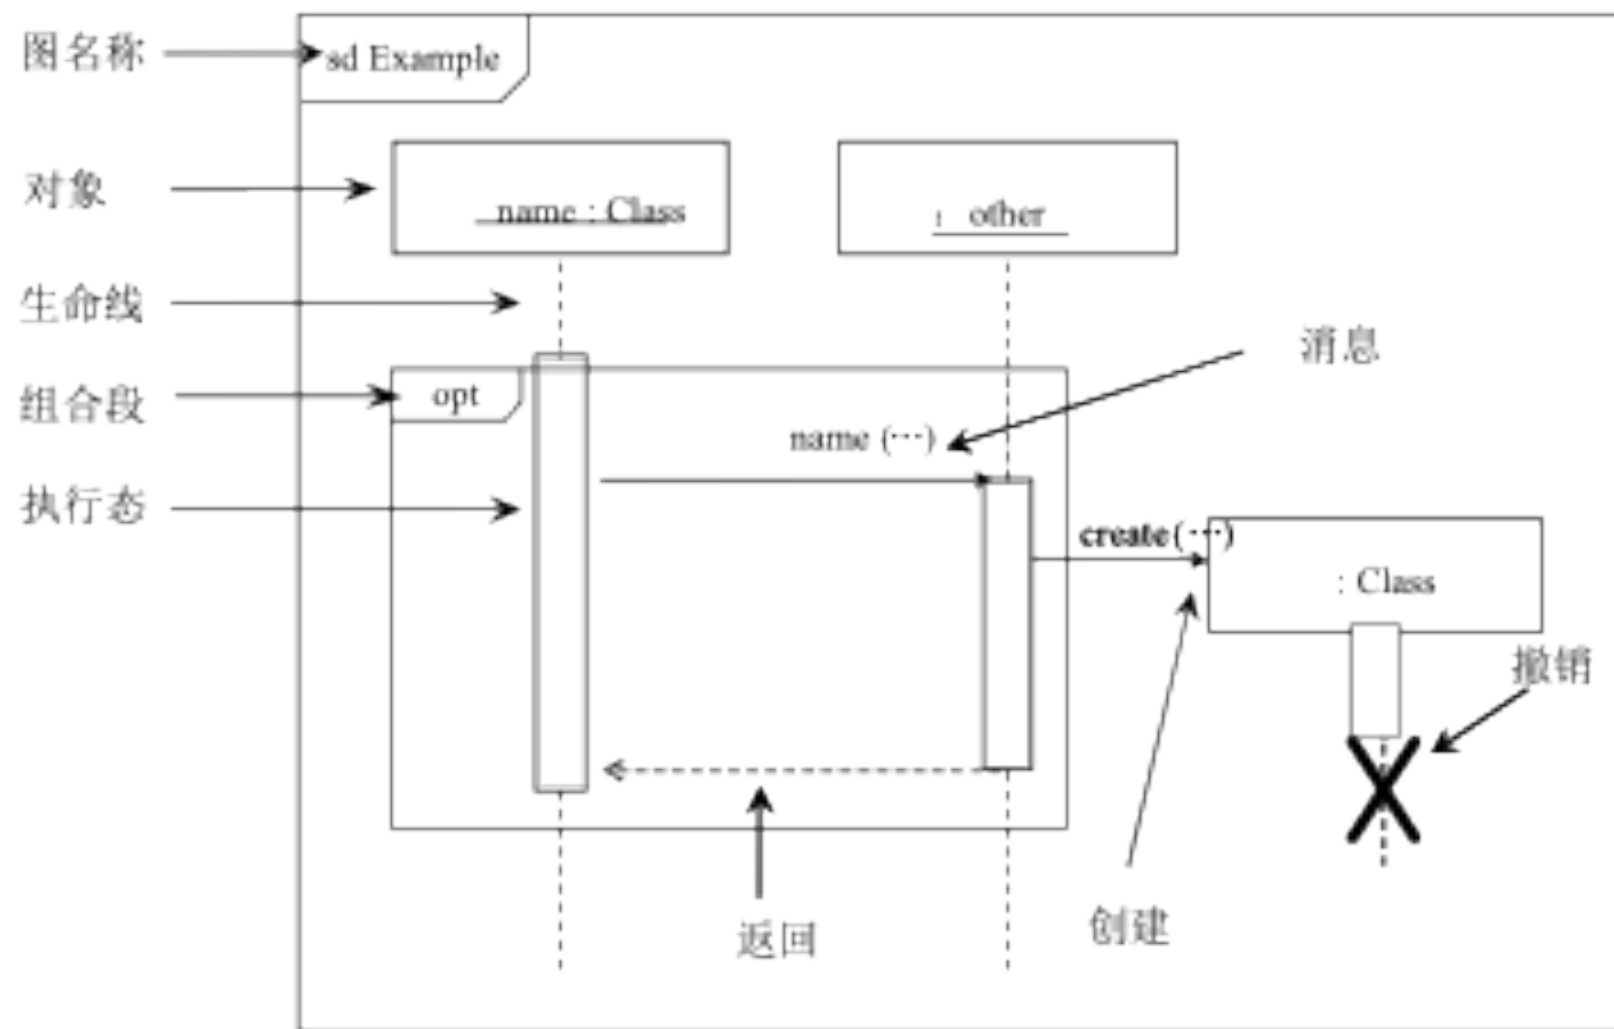 图名称
sd Example
对象
name : Class
: other
生命线
消息
组合段
opt
name (…)
执行态
create(…)
: Class
撤销
创建
返回